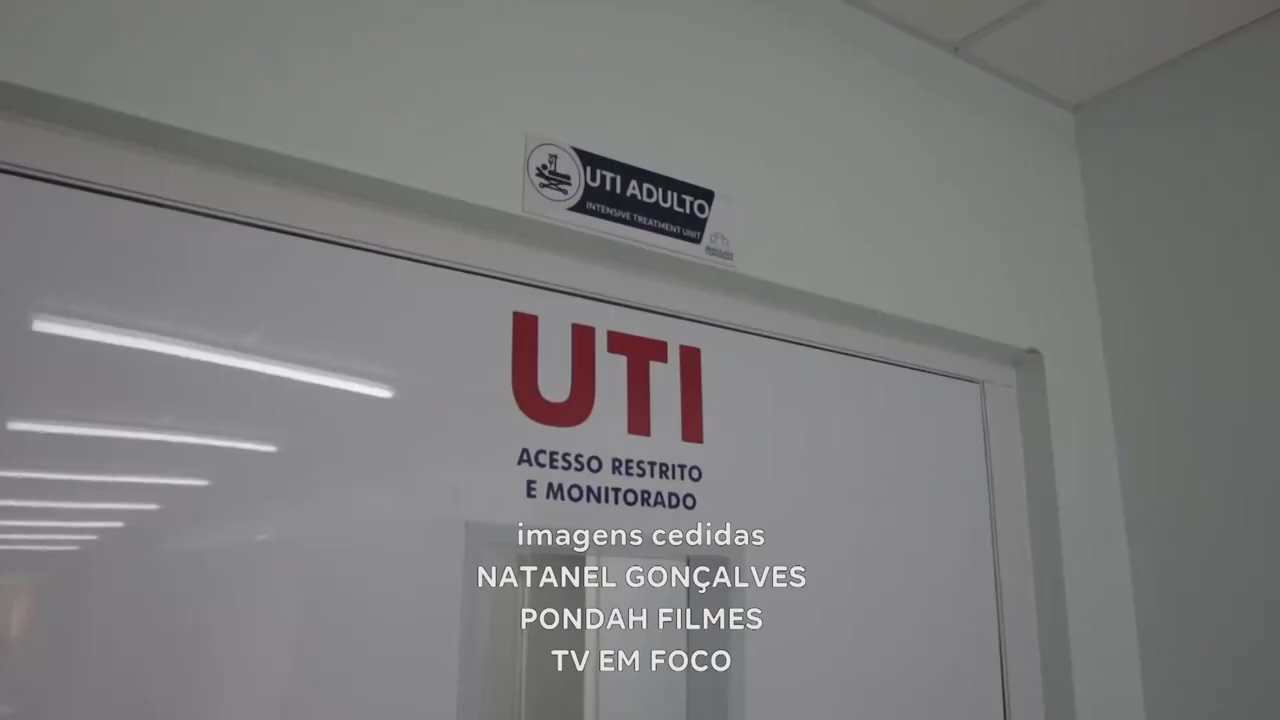 UTI ADULTO
INTENSIVE TREATMENT UNIT
UTI
ACESSO RESTRITO
E MONITORADO
imagens cedidas
NATANEL GONÇALVES
PONDAH FILMES
TV EM FOCO